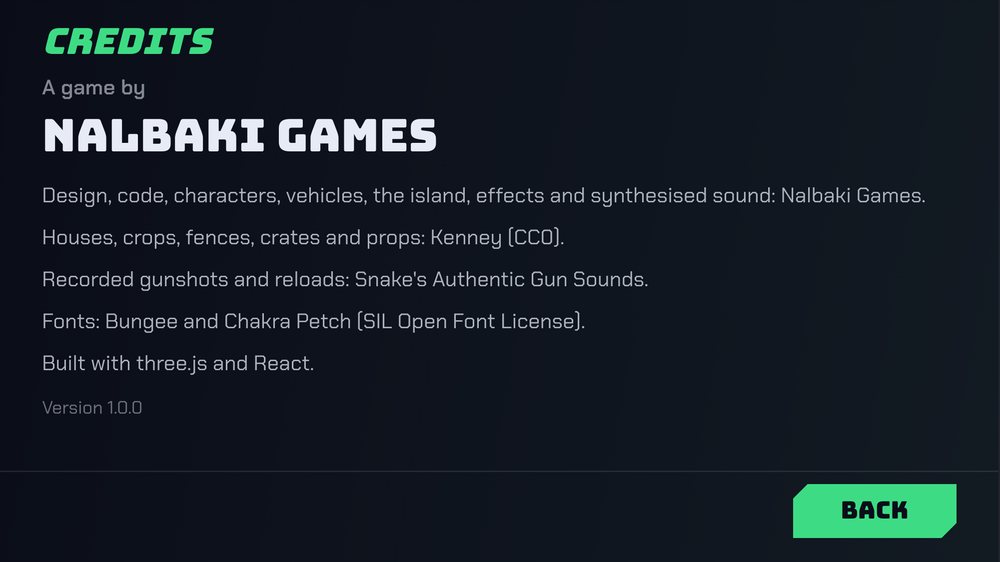 CREDITS
A game by
NALBAKI GAMES
Design, code, characters, vehicles, the island, effects and synthesised sound: Nalbaki Games.
Houses, crops, fences, crates and props: Kenney (CC0).
Recorded gunshots and reloads: Snake's Authentic Gun Sounds.
Fonts: Bungee and Chakra Petch (SIL Open Font License).
Built with three.js and React.
Version 1.0.0
BACK